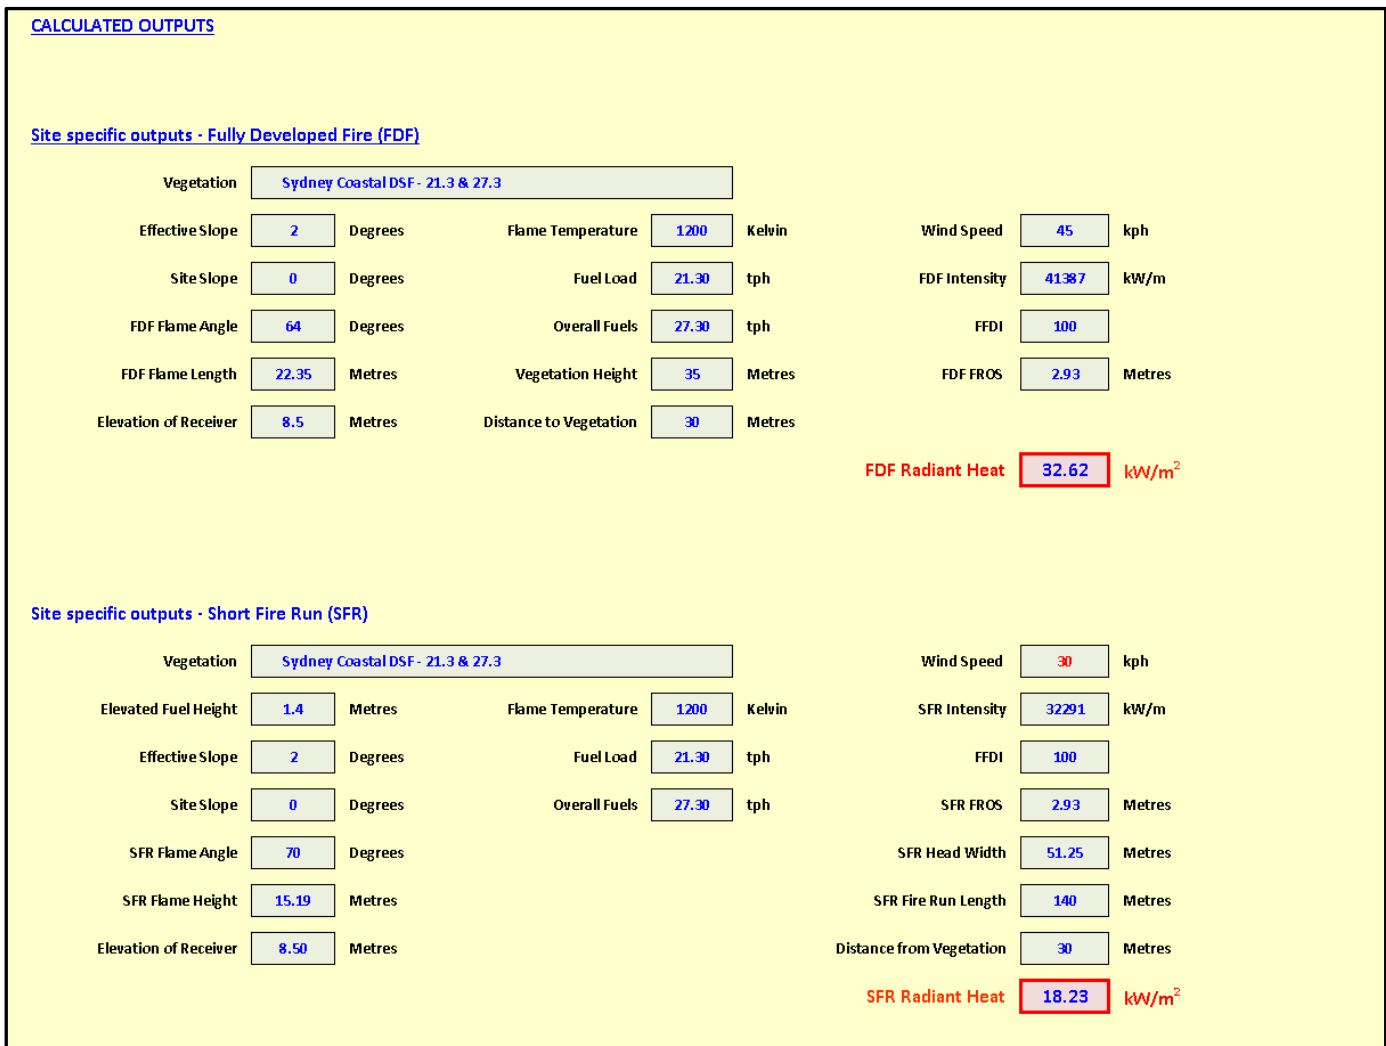 CALCULATED OUTPUTS
Site specific outputs - Fully Developed Fire (FDF)
Vegetation Sydney Coastal DSF - 21.3 & 27.3
Effective Slope 2 Degrees Flame Temperature 1200 Kelvin Wind Speed 45 kph
Site Slope 0 Degrees Fuel Load 21.30 tph FDF Intensity 41387 kW/m
FDF Flame Angle 64 Degrees Overall Fuels 27.30 tph FFDI 100
FDF Flame Length 22.35 Metres Vegetation Height 35 Metres FDF FROS 2.93 Metres
Elevation of Receiver 8.5 Metres Distance to Vegetation 30 Metres
FDF Radiant Heat 32.62 kW/m²
Site specific outputs - Short Fire Run (SFR)
Vegetation Sydney Coastal DSF - 21.3 & 27.3 Wind Speed 30 kph
Elevated Fuel Height 1.4 Metres Flame Temperature 1200 Kelvin SFR Intensity 32291 kW/m
Effective Slope 2 Degrees Fuel Load 21.30 tph FFDI 100
Site Slope 0 Degrees Overall Fuels 27.30 tph SFR FROS 2.93 Metres
SFR Flame Angle 70 Degrees SFR Head Width 51.25 Metres
SFR Flame Height 15.19 Metres SFR Fire Run Length 140 Metres
Elevation of Receiver 8.50 Metres Distance from Vegetation 30 Metres
SFR Radiant Heat 18.23 kW/m²